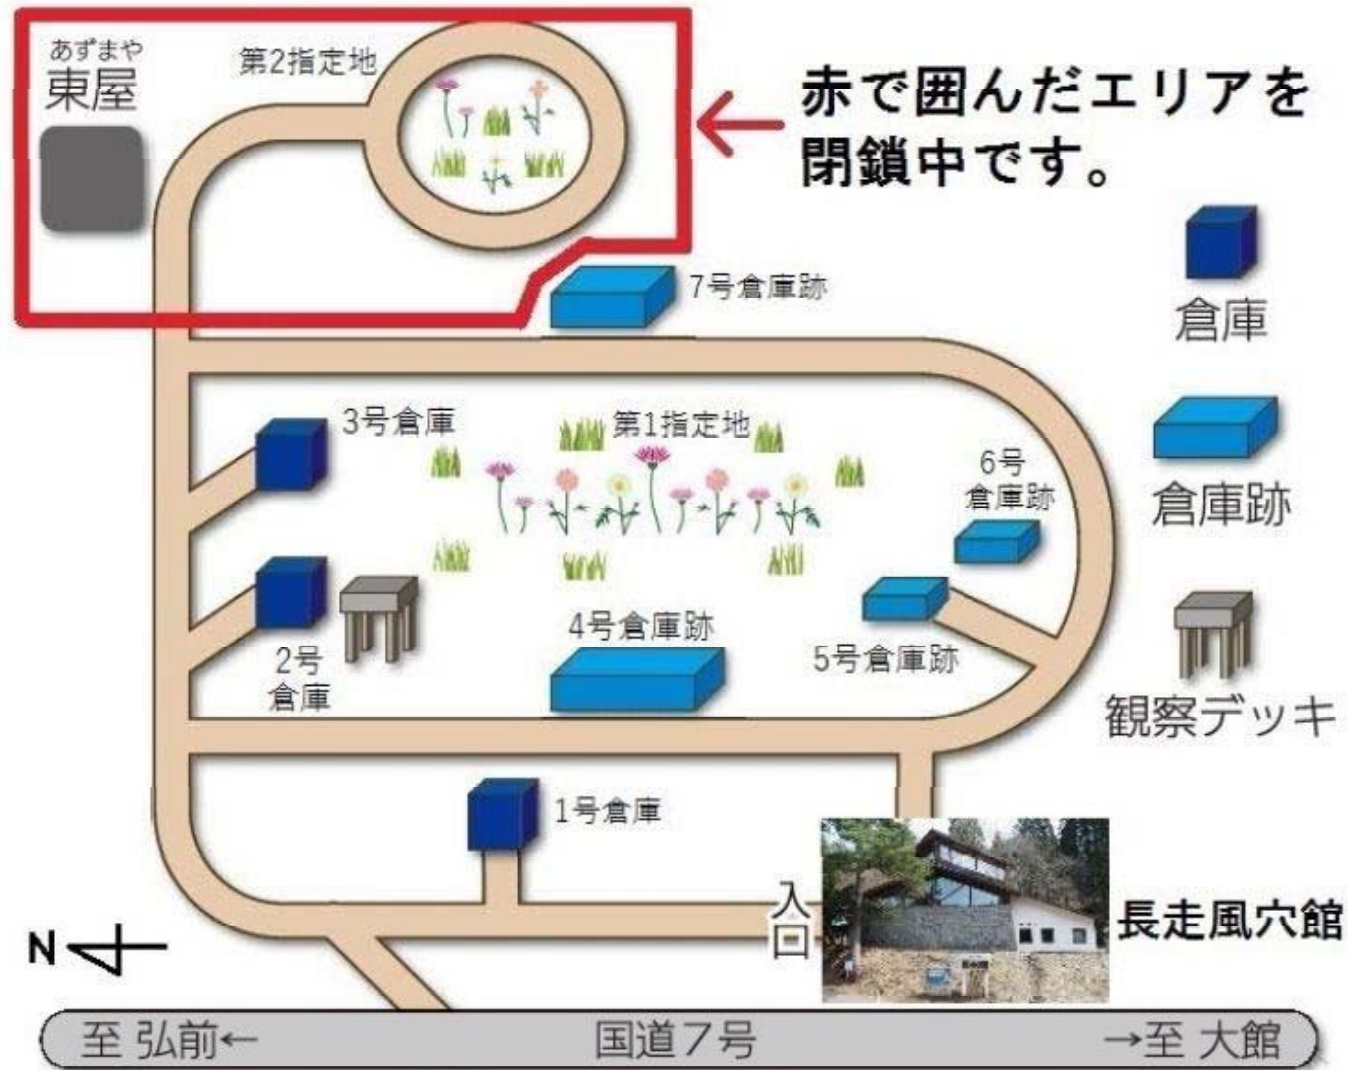 あずまや
東屋
第2指定地
赤で囲んだエリアを
閉鎖中です。
7号倉庫跡
倉庫
3号倉庫
第1指定地
6号
倉庫跡
倉庫跡
4号倉庫跡
5号倉庫跡
2号
倉庫
観察デッキ
1号倉庫
入口
長走風穴館
N
至 弘前←
国道7号
→至 大館